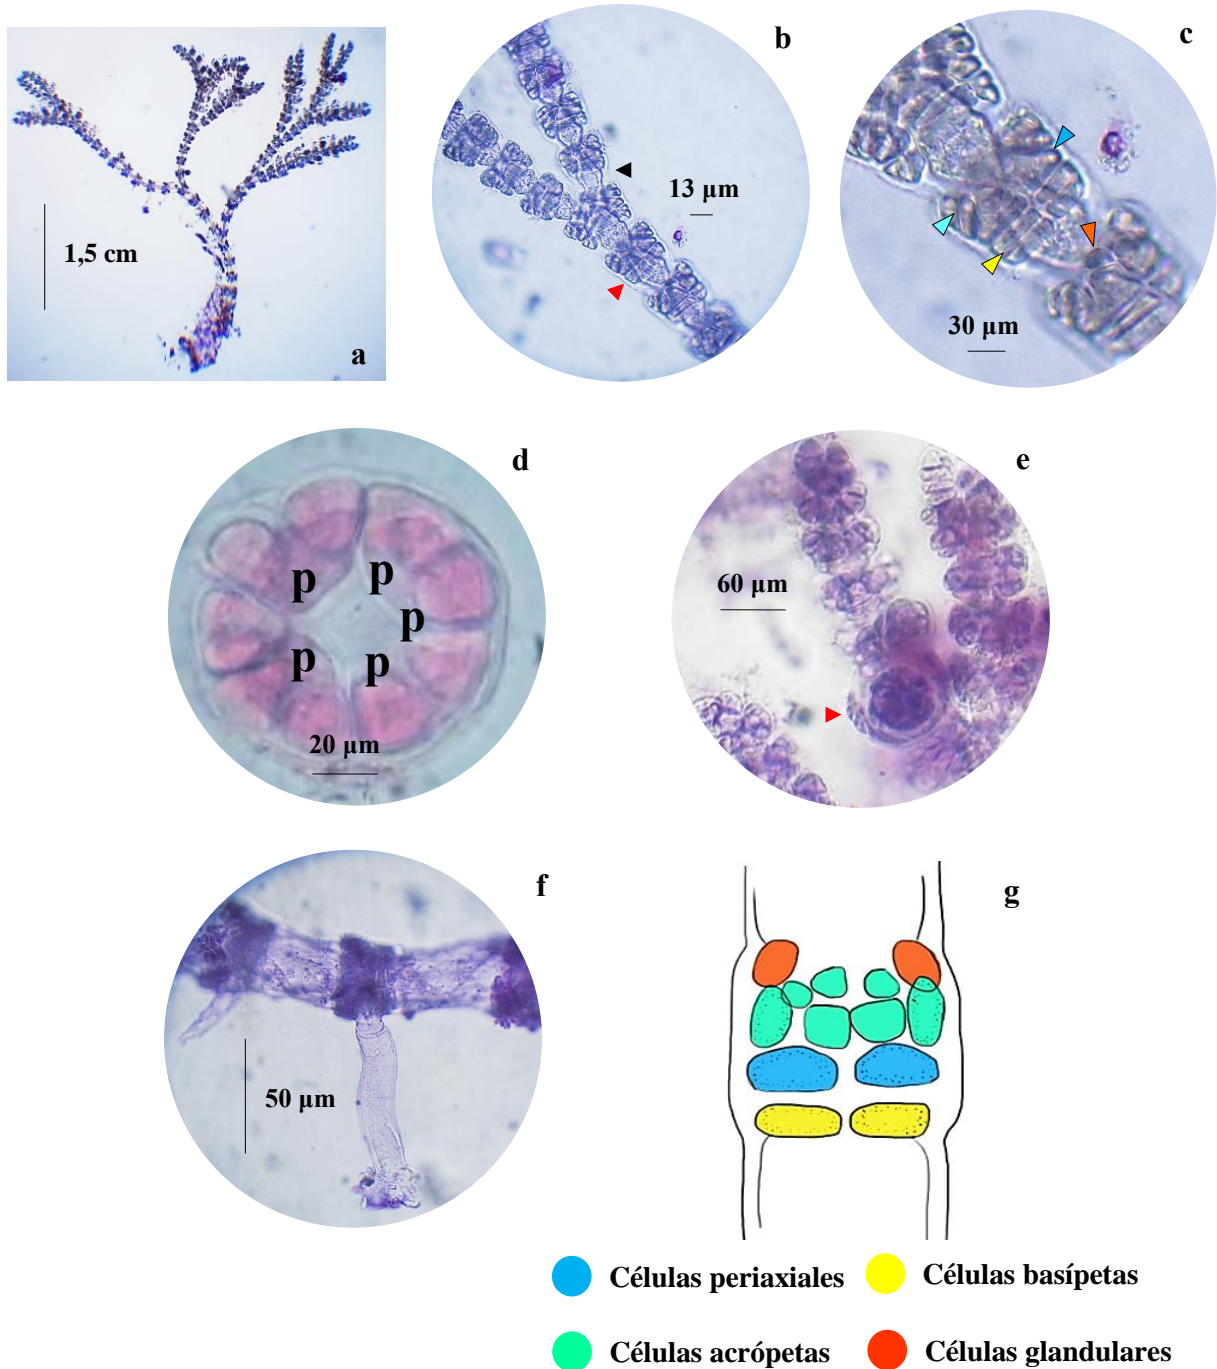 b
c
13 µm
1,5 cm
30 µm
a
d
e
p
p
p
p
p
60 µm
20 µm
f
g
50 µm
Células periaxiales
Células basípetas
Células acrópetas
Células glandulares